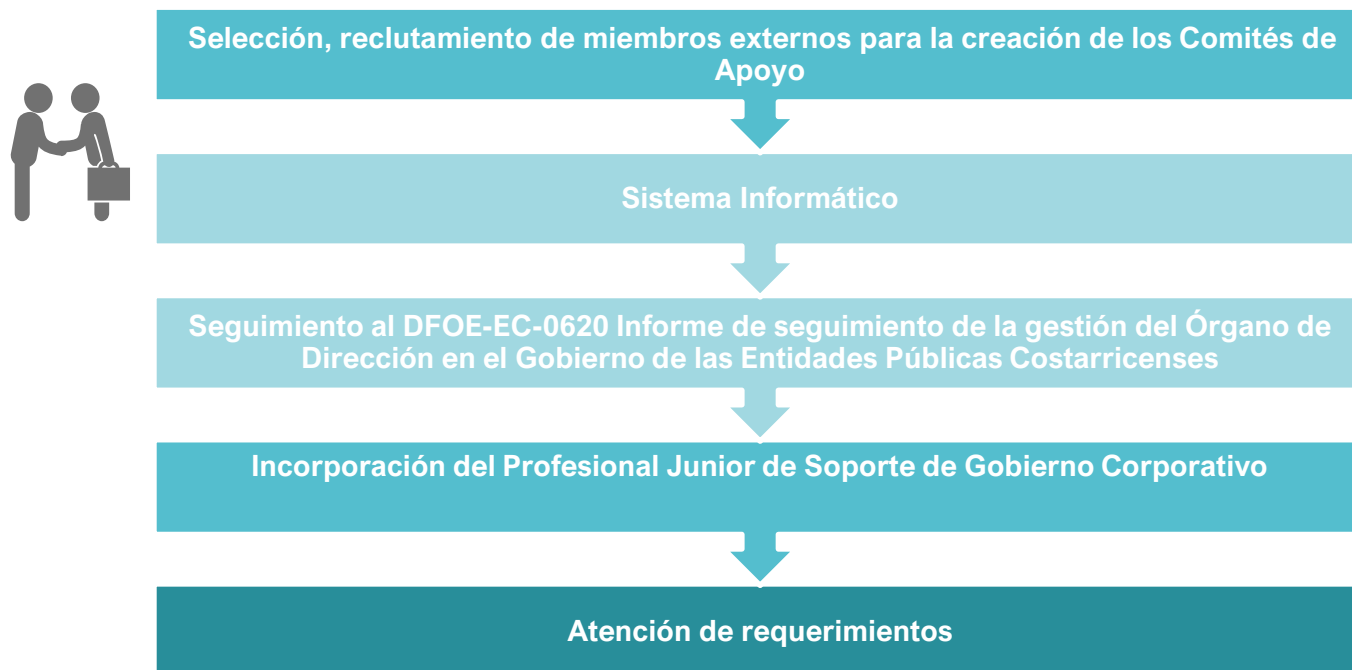 Selección, reclutamiento de miembros externos para la creación de los Comités de
Apoyo
Sistema Informático
Seguimiento al DFOE-EC-0620 Informe de seguimiento de la gestión del Órgano de
Dirección en el Gobierno de las Entidades Públicas Costarricenses
Incorporación del Profesional Junior de Soporte de Gobierno Corporativo
Atención de requerimientos